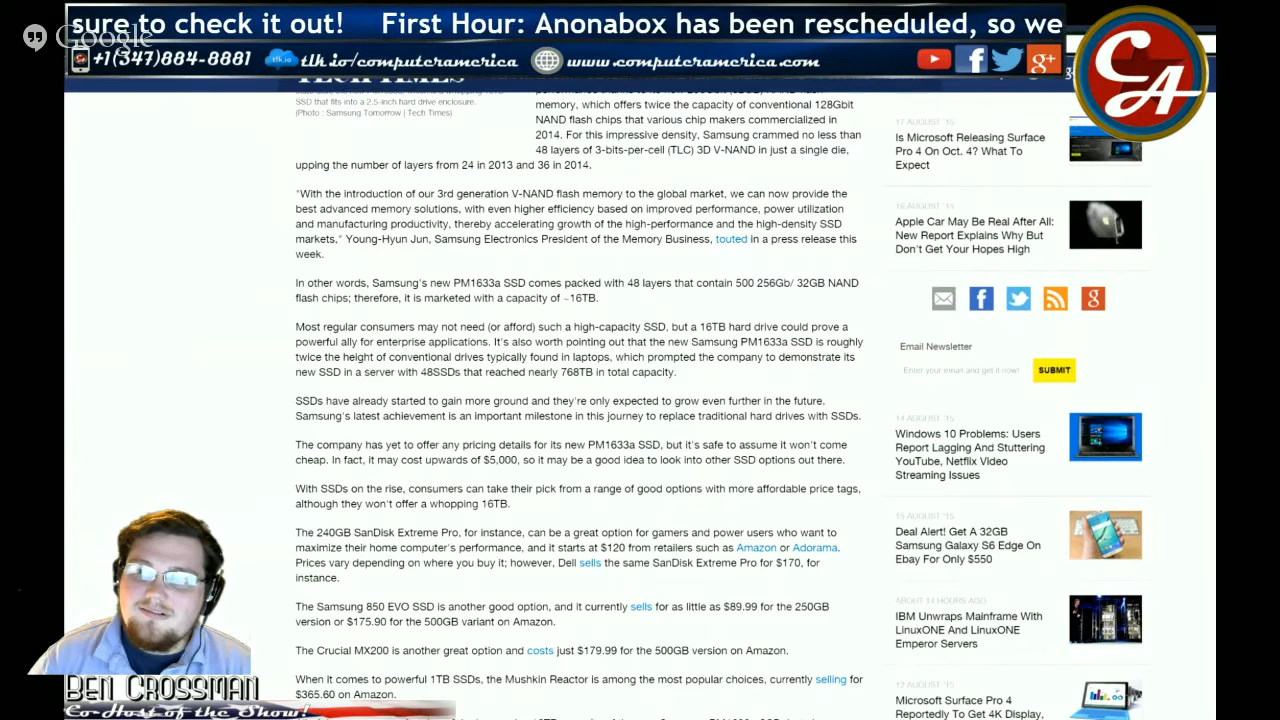 sure to check it out! First Hour: Anonabox has been rescheduled, so we
Google
+1(347)884-8881 tlk.io/computeramerica www.computeramerica.com
CA
TECH TIMES
SSD that fits into a 2.5-inch hard drive enclosure.
(Photo : Samsung Tomorrow | Tech Times)
memory, which offers twice the capacity of conventional 128Gbit
NAND flash chips that various chip makers commercialized in
2014. For this impressive density, Samsung crammed no less than
48 layers of 3-bits-per-cell (TLC) 3D V-NAND in just a single die,
upping the number of layers from 24 in 2013 and 36 in 2014.
"With the introduction of our 3rd generation V-NAND flash memory to the global market, we can now provide the
best advanced memory solutions, with even higher efficiency based on improved performance, power utilization
and manufacturing productivity, thereby accelerating growth of the high-performance and the high-density SSD
markets," Young-Hyun Jun, Samsung Electronics President of the Memory Business, touted in a press release this
week.
In other words, Samsung's new PM1633a SSD comes packed with 48 layers that contain 500 256Gb/ 32GB NAND
flash chips; therefore, it is marketed with a capacity of ~16TB.
Most regular consumers may not need (or afford) such a high-capacity SSD, but a 16TB hard drive could prove a
powerful ally for enterprise applications. It's also worth pointing out that the new Samsung PM1633a SSD is roughly
twice the height of conventional drives typically found in laptops, which prompted the company to demonstrate its
new SSD in a server with 48SSDs that reached nearly 768TB in total capacity.
SSDs have already started to gain more ground and they're only expected to grow even further in the future.
Samsung's latest achievement is an important milestone in this journey to replace traditional hard drives with SSDs.
The company has yet to offer any pricing details for its new PM1633a SSD, but it's safe to assume it won't come
cheap. In fact, it may cost upwards of $5,000, so it may be a good idea to look into other SSD options out there.
With SSDs on the rise, consumers can take their pick from a range of good options with more affordable price tags,
although they won't offer a whopping 16TB.
The 240GB SanDisk Extreme Pro, for instance, can be a great option for gamers and power users who want to
maximize their home computer's performance, and it starts at $120 from retailers such as Amazon or Adorama.
Prices vary depending on where you buy it; however, Dell sells the same SanDisk Extreme Pro for $170, for
instance.
The Samsung 850 EVO SSD is another good option, and it currently sells for as little as $89.99 for the 250GB
version or $175.90 for the 500GB variant on Amazon.
The Crucial MX200 is another great option and costs just $179.99 for the 500GB version on Amazon.
When it comes to powerful 1TB SSDs, the Mushkin Reactor is among the most popular choices, currently selling for
$365.60 on Amazon.
17 AUGUST '15
Is Microsoft Releasing Surface
Pro 4 On Oct. 4? What To
Expect
16 AUGUST '15
Apple Car May Be Real After All:
New Report Explains Why But
Don't Get Your Hopes High
Email Newsletter
Enter your email and get it now!
SUBMIT
14 AUGUST '15
Windows 10 Problems: Users
Report Lagging And Stuttering
YouTube, Netflix Video
Streaming Issues
15 AUGUST '15
Deal Alert! Get A 32GB
Samsung Galaxy S6 Edge On
Ebay For Only $550
ABOUT 14 HOURS AGO
IBM Unwraps Mainframe With
LinuxONE And LinuxONE
Emperor Servers
12 AUGUST '15
Microsoft Surface Pro 4
Reportedly To Get 4K Display,
BEN CROSSMAN
Co-Host of the Show!